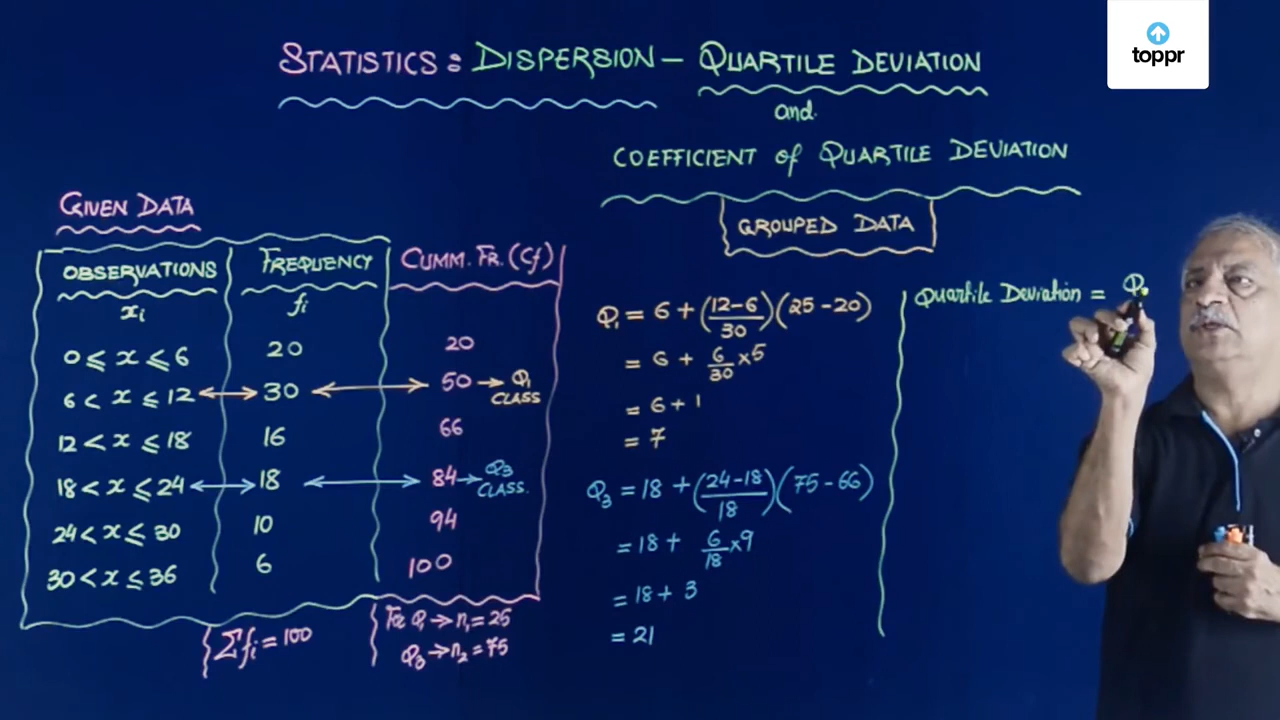 toppr
STATISTICS: DISPERSION – QUARTILE DEVIATION
and
COEFFICIENT of QUARTILE DEVIATION
GROUPED DATA
GIVEN DATA
OBSERVATIONS FREQUENCY CUMM. FR. (Cf)
xᵢ fᵢ
0 ⩽ x ⩽ 6 20 20
6 < x ⩽ 12 30 50 → Q₁ CLASS
12 < x ⩽ 18 16 66
18 < x ⩽ 24 18 84 → Q₃ CLASS.
24 < x ⩽ 30 10 94
30 < x ⩽ 36 6 100
Σfᵢ = 100
For Q₁ → n₁ = 25
Q₃ → n₂ = 75
Q₁ = 6 + ((12-6)/30)(25-20)
= 6 + 6/30 x 5
= 6 + 1
= 7
Q₃ = 18 + ((24-18)/18)(75-66)
= 18 + 6/18 x 9
= 18 + 3
= 21
Quartile Deviation = Q